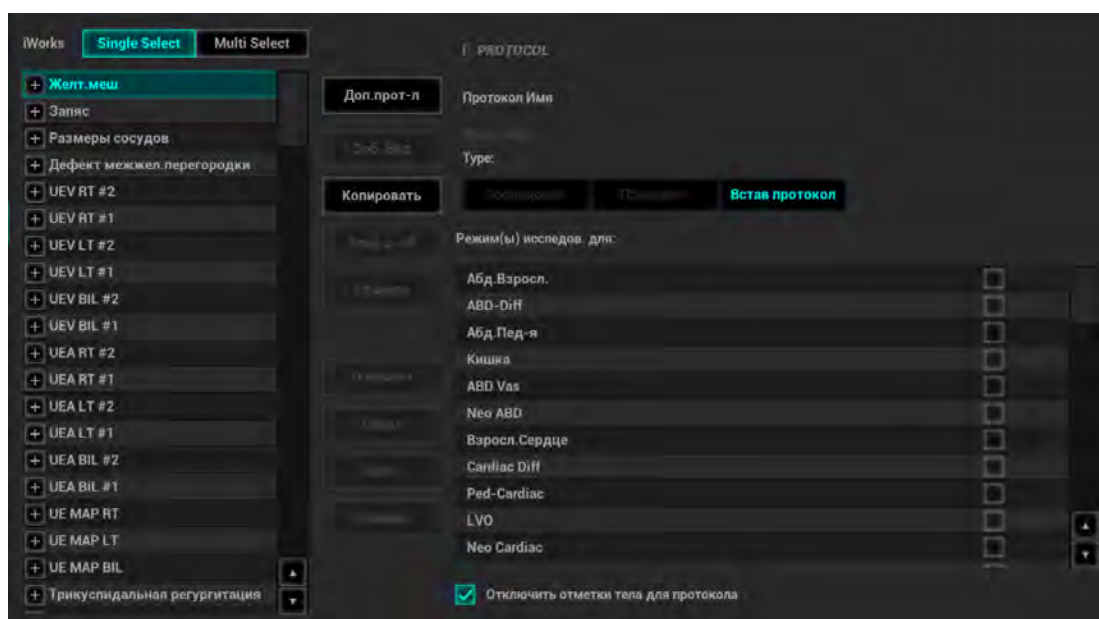 iWorks Single Select Multi Select
Желт.меш
Запяс
Размеры сосудов
Дефект межжел.перегородки
UEV RT #2
UEV RT #1
UEV LT #2
UEV LT #1
UEV BIL #2
UEV BIL #1
UEA RT #2
UEA RT #1
UEA LT #2
UEA LT #1
UEA BIL #2
UEA BIL #1
UE MAP RT
UE MAP LT
UE MAP BIL
Трикуспидальная регургитация
Доп.прот-л
Копировать
PROTOCOL
Протокол Имя
Type:
Встав протокол
Режим(ы) исследов. для:
Абд.Взросл.
ABD-Diff
Абд.Пед-я
Кишка
ABD Vas
Neo ABD
Взросл.Сердце
Cardiac Diff
Ped-Cardiac
LVO
Neo Cardiac
Отключить отметки тела для протокола